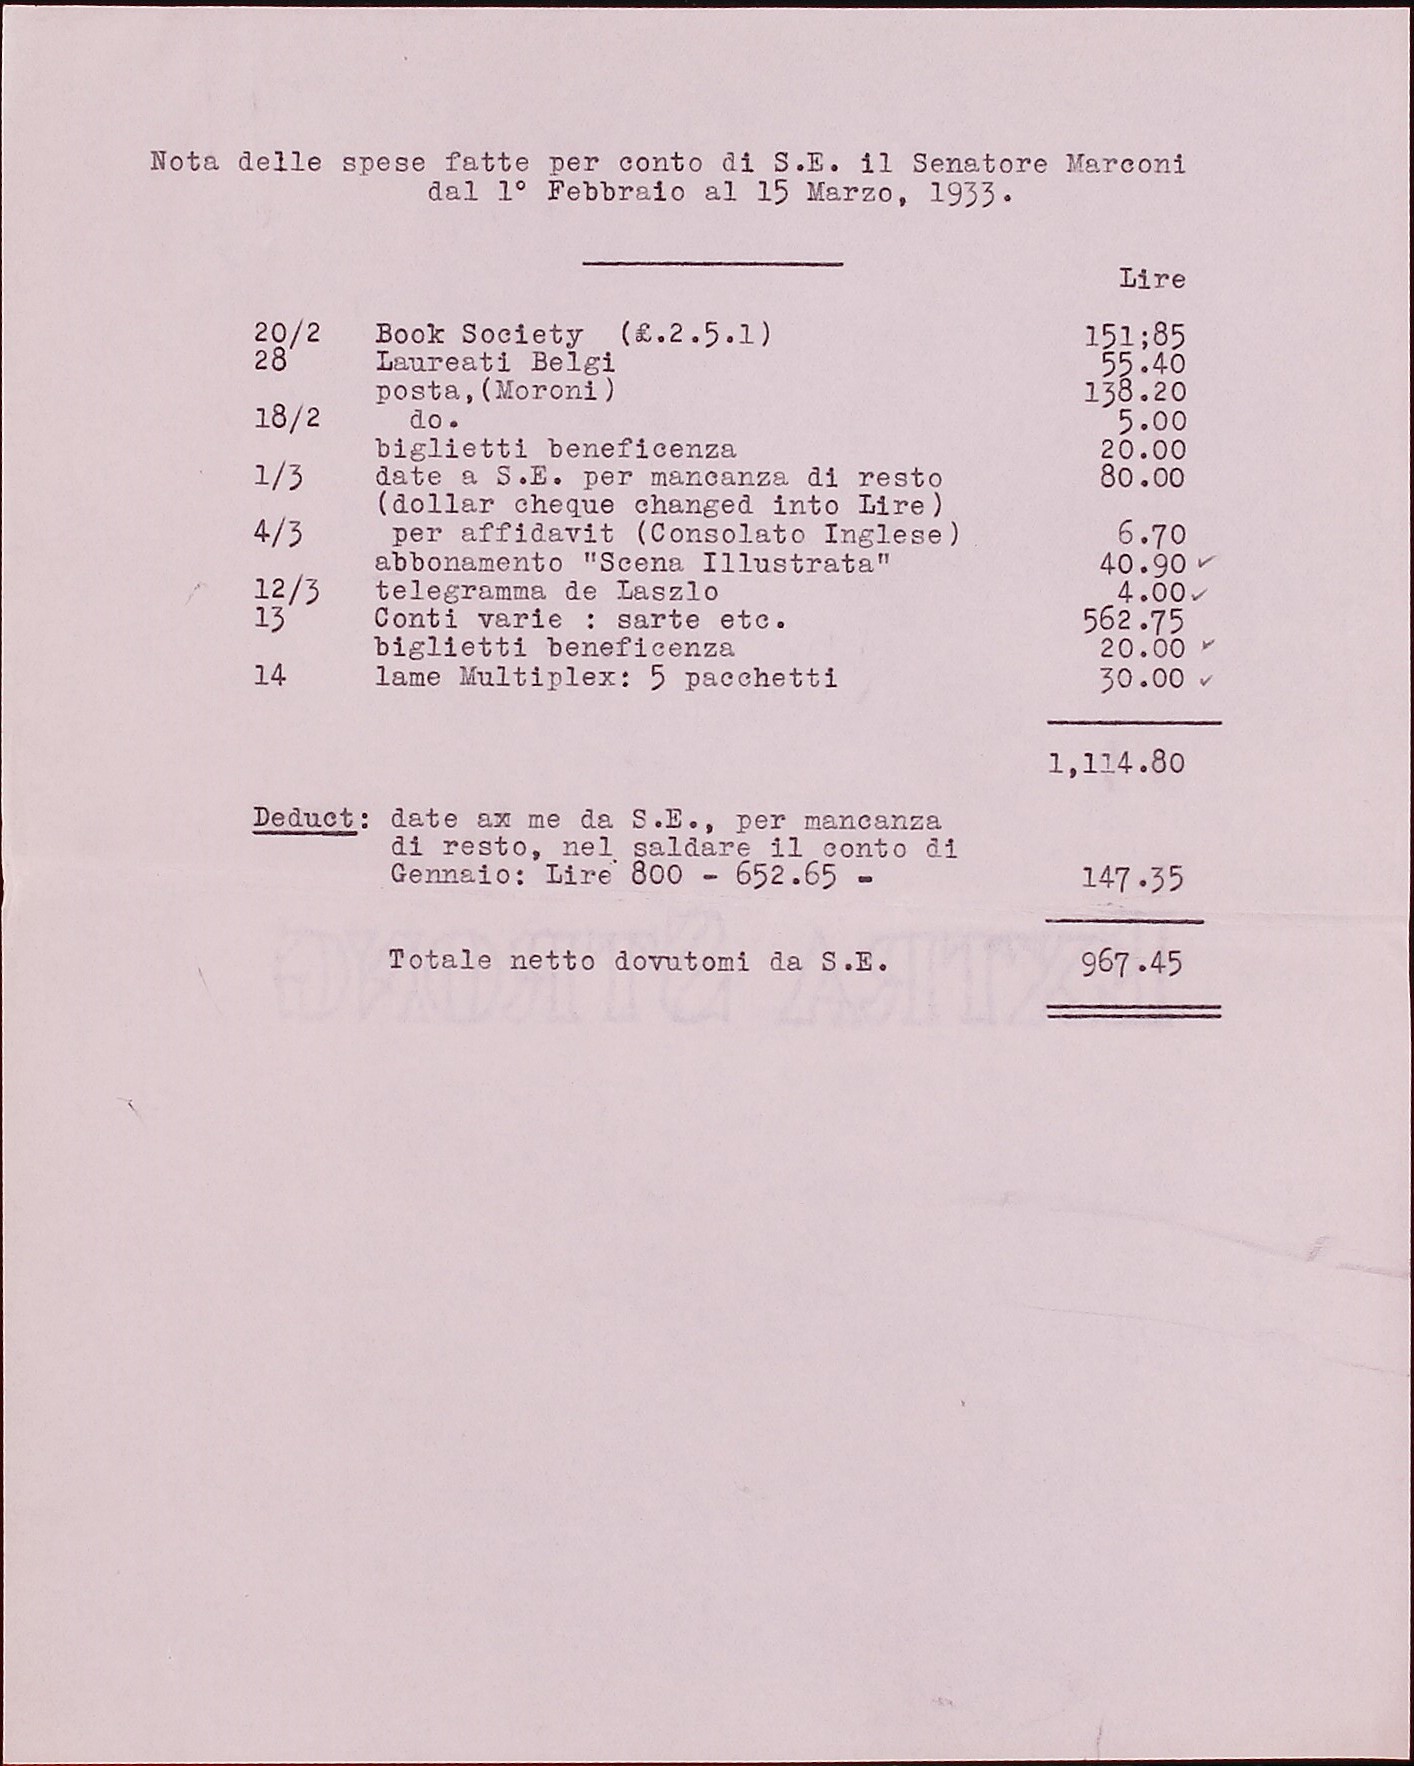 Nota delle spese fatte per conto di S.E. il Senatore Marconi
dal 1° Febbraio al 15 Marzo, 1933.
Lire
20/2 Book Society (£.2.5.1) 151;85
28 Laureati Belgi 55.40
posta,(Moroni) 138.20
18/2 do. 5.00
biglietti beneficenza 20.00
1/3 date a S.E. per mancanza di resto 80.00
(dollar cheque changed into Lire)
4/3 per affidavit (Consolato Inglese) 6.70
abbonamento "Scena Illustrata" 40.90 ✓
12/3 telegramma de Laszlo 4.00 ✓
13 Conti varie : sarte etc. 562.75
biglietti beneficenza 20.00 ✓
14 lame Multiplex: 5 pacchetti 30.00 ✓
1,114.80
Deduct: date ax me da S.E., per mancanza
di resto, nel saldare il conto di
Gennaio: Lire 800 - 652.65 - 147.35
Totale netto dovutomi da S.E. 967.45
EXTRA STRONG